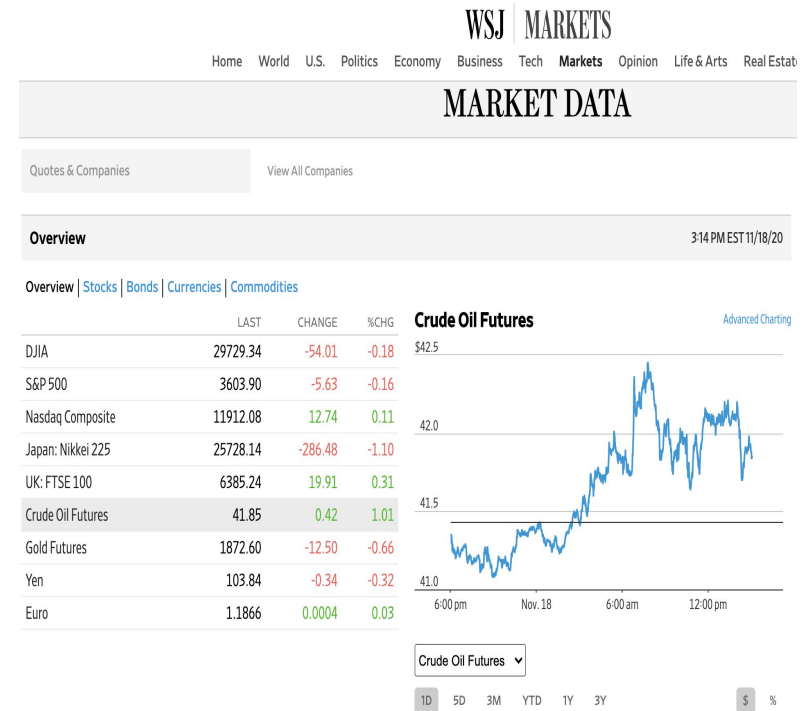 WSJ | MARKETS
Home World U.S. Politics Economy Business Tech Markets Opinion Life & Arts Real Estate
MARKET DATA
Quotes & Companies View All Companies
Overview 3:14 PM EST 11/18/20
Overview | Stocks | Bonds | Currencies | Commodities
LAST CHANGE %CHG
DJIA 29729.34 -54.01 -0.18
S&P 500 3603.90 -5.63 -0.16
Nasdaq Composite 11912.08 12.74 0.11
Japan: Nikkei 225 25728.14 -286.48 -1.10
UK: FTSE 100 6385.24 19.91 0.31
Crude Oil Futures 41.85 0.42 1.01
Gold Futures 1872.60 -12.50 -0.66
Yen 103.84 -0.34 -0.32
Euro 1.1866 0.0004 0.03
Crude Oil Futures Advanced Charting
$42.5
42.0
41.5
41.0
6:00 pm Nov. 18 6:00 am 12:00 pm
Crude Oil Futures
1D 5D 3M YTD 1Y 3Y $ %